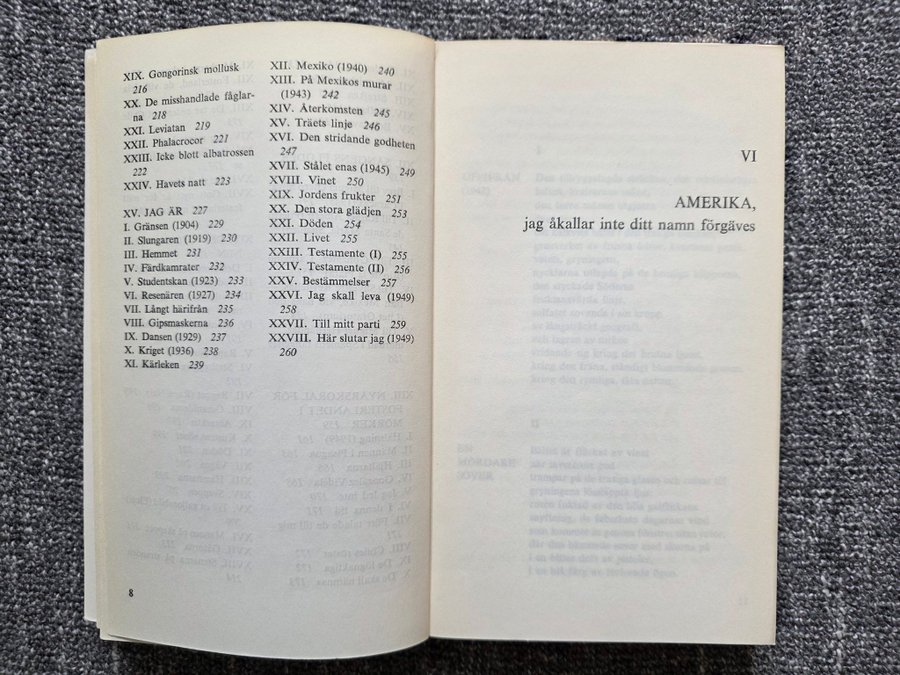 XIX. Gongorinsk mollusk
216
XX. De misshandlade fåglar-
na 218
XXI. Leviatan 219
XXII. Phalacrocor 221
XXIII. Icke blott albatrossen
222
XXIV. Havets natt 223
XV. JAG ÄR 227
I. Gränsen (1904) 229
II. Slungaren (1919) 230
III. Hemmet 231
IV. Färdkamrater 232
V. Studentskan (1923) 233
VI. Resenären (1927) 234
VII. Långt härifrån 235
VIII. Gipsmaskerna 236
IX. Dansen (1929) 237
X. Kriget (1936) 238
XI. Kärleken 239
XII. Mexiko (1940) 240
XIII. På Mexikos murar
(1943) 242
XIV. Återkomsten 245
XV. Träets linje 246
XVI. Den stridande godheten
247
XVII. Stålet enas (1945) 249
XVIII. Vinet 250
XIX. Jordens frukter 251
XX. Den stora glädjen 253
XXI. Döden 254
XXII. Livet 255
XXIII. Testamente (I) 255
XXIV. Testamente (II) 256
XXV. Bestämmelser 257
XXVI. Jag skall leva (1949)
258
XXVII. Till mitt parti 259
XXVIII. Här slutar jag (1949)
260
8
VI
AMERIKA,
jag åkallar inte ditt namn förgäves